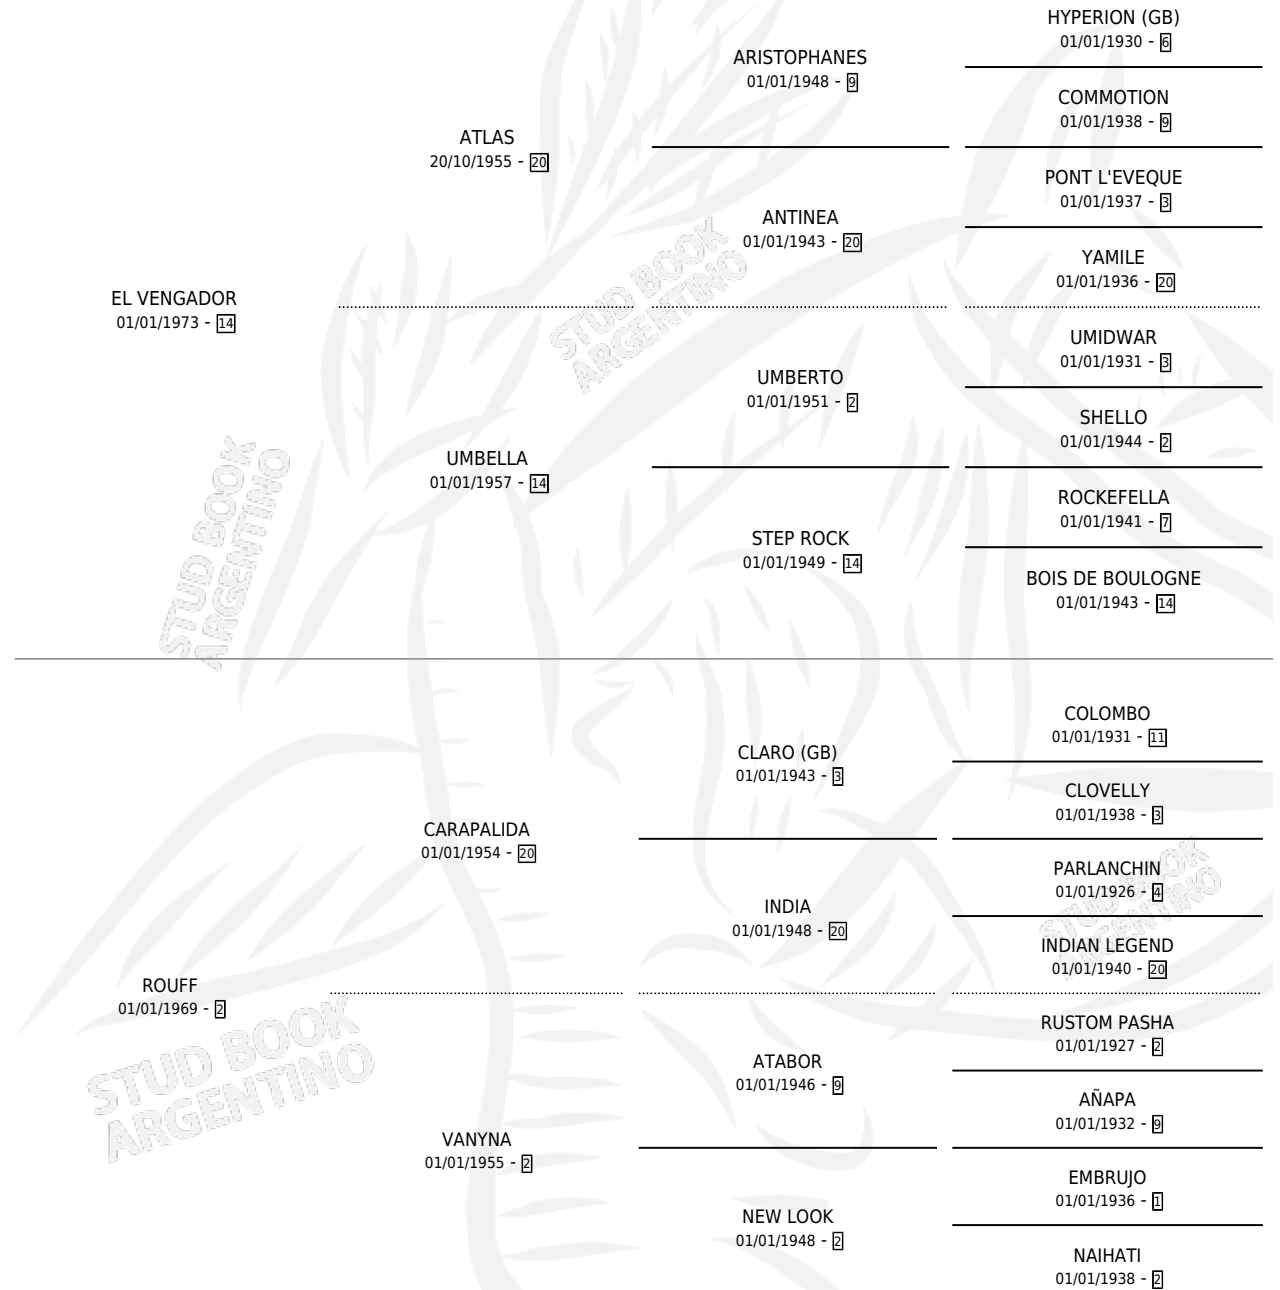 HYPERION (GB)
01/01/1930 - 6
ARISTOPHANES
01/01/1948 - 9
COMMOTION
01/01/1938 - 9
ATLAS
20/10/1955 - 20
PONT L'EVEQUE
01/01/1937 - 3
ANTINEA
01/01/1943 - 20
YAMILE
01/01/1936 - 20
EL VENGADOR
01/01/1973 - 14
STUD BOOK
ARGENTINO
UMIDWAR
01/01/1931 - 3
UMBERTO
01/01/1951 - 2
SHELLO
01/01/1944 - 2
UMBELLA
01/01/1957 - 14
ROCKEFELLA
01/01/1941 - 7
STEP ROCK
01/01/1949 - 14
BOIS DE BOULOGNE
01/01/1943 - 14
STUD BOOK
ARGENTINO
COLOMBO
01/01/1931 - 11
CLARO (GB)
01/01/1943 - 3
CLOVELLY
01/01/1938 - 3
CARAPALIDA
01/01/1954 - 20
PARLANCHIN
01/01/1926 - 4
INDIA
01/01/1948 - 20
INDIAN LEGEND
01/01/1940 - 20
STUD BOOK
ARGENTINO
ROUFF
01/01/1969 - 2
STUD BOOK
ARGENTINO
RUSTOM PASHA
01/01/1927 - 2
ATABOR
01/01/1946 - 9
AÑAPA
01/01/1932 - 9
VANYNA
01/01/1955 - 2
EMBRUJO
01/01/1936 - 1
NEW LOOK
01/01/1948 - 2
NAIHATI
01/01/1938 - 2